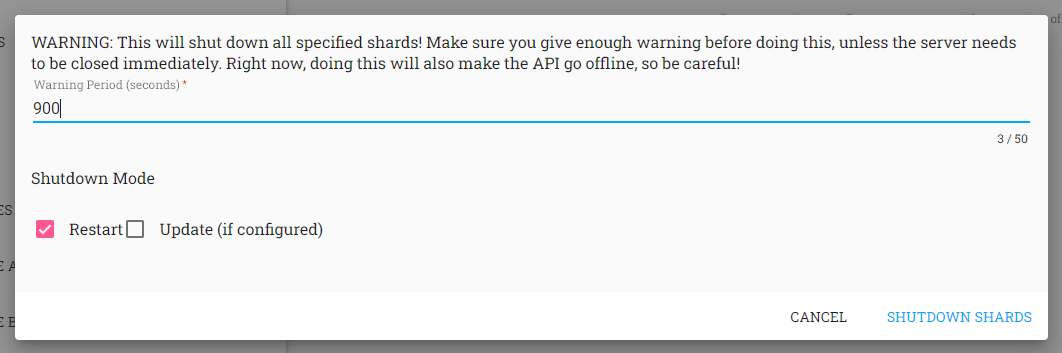 WARNING: This will shut down all specified shards! Make sure you give enough warning before doing this, unless the server needs
to be closed immediately. Right now, doing this will also make the API go offline, so be careful!
Warning Period (seconds) *
900
3 / 50
Shutdown Mode
Restart Update (if configured)
CANCEL SHUTDOWN SHARDS